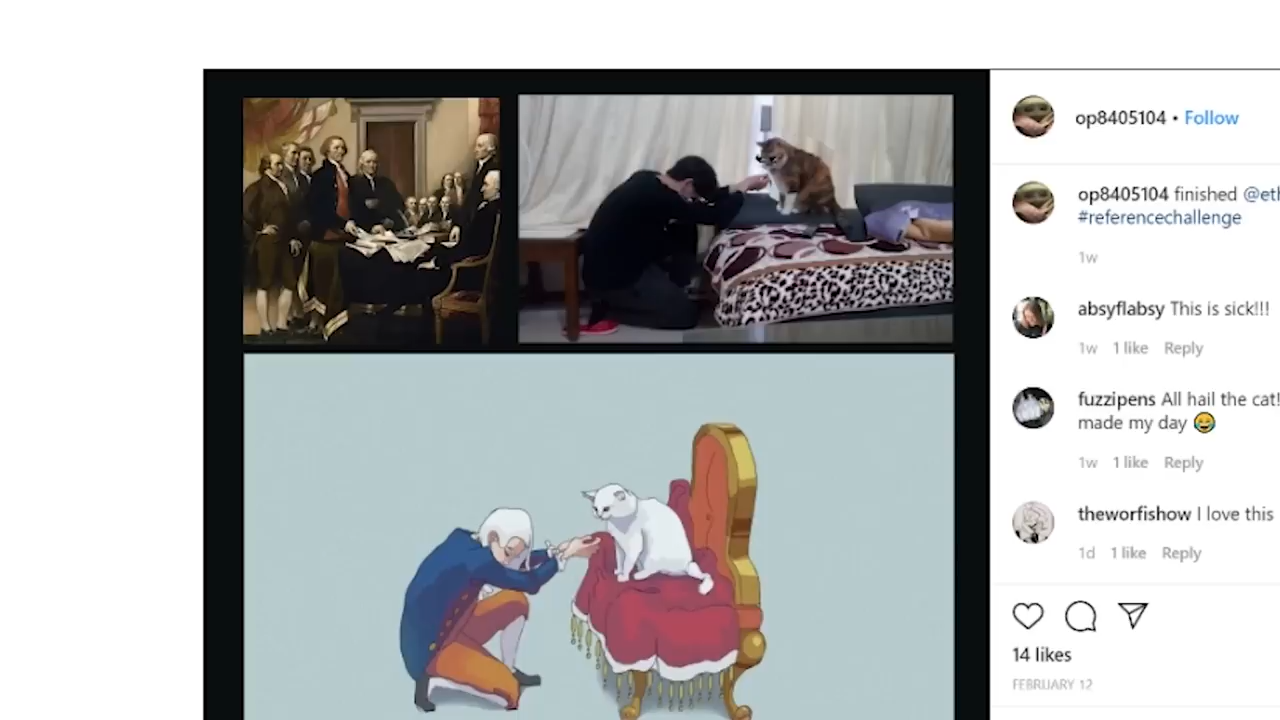 op8405104 • Follow
op8405104 finished @eth
#referencechallenge
1w
absyflabsy This is sick!!!
1w 1 like Reply
fuzzipens All hail the cat!
made my day 😂
1w 1 like Reply
theworfishow I love this
1d 1 like Reply
14 likes
FEBRUARY 12